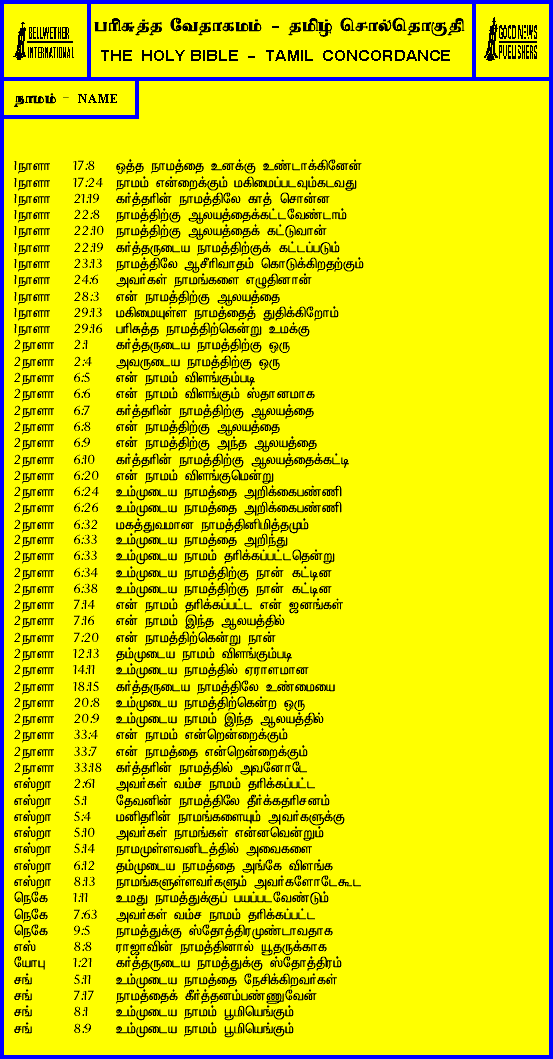 BELLWETHER
INTERNATIONAL
பரிசுத்த வேதாகமம் - தமிழ் சொல்தொகுதி
THE HOLY BIBLE - TAMIL CONCORDANCE
GOOD NEWS
PUBLISHERS
நாமம் - NAME
1நாளா 17:8 ஒத்த நாமத்தை உனக்கு உண்டாக்கினேன்
1நாளா 17:24 நாமம் என்றைக்கும் மகிமைப்படவும்கடவது
1நாளா 21:19 கர்த்தரின் நாமத்திலே காத் சொன்ன
1நாளா 22:8 நாமத்திற்கு ஆலயத்தைக்கட்டவேண்டாம்
1நாளா 22:10 நாமத்திற்கு ஆலயத்தைக் கட்டுவான்
1நாளா 22:19 கர்த்தருடைய நாமத்திற்குக் கட்டப்படும்
1நாளா 23:13 நாமத்திலே ஆசீரிவாதம் கொடுக்கிறதற்கும்
1நாளா 24:6 அவர்கள் நாமங்களை எழுதினான்
1நாளா 28:3 என் நாமத்திற்கு ஆலயத்தை
1நாளா 29:13 மகிமையுள்ள நாமத்தைத் துதிக்கிறோம்
1நாளா 29:16 பரிசுத்த நாமத்திற்கென்று உமக்கு
2நாளா 2:1 கர்த்தருடைய நாமத்திற்கு ஒரு
2நாளா 2:4 அவருடைய நாமத்திற்கு ஒரு
2நாளா 6:5 என் நாமம் விளங்கும்படி
2நாளா 6:6 என் நாமம் விளங்கும் ஸ்தானமாக
2நாளா 6:7 கர்த்தரின் நாமத்திற்கு ஆலயத்தை
2நாளா 6:8 என் நாமத்திற்கு ஆலயத்தை
2நாளா 6:9 என் நாமத்திற்கு அந்த ஆலயத்தை
2நாளா 6:10 கர்த்தரின் நாமத்திற்கு ஆலயத்தைக்கட்டி
2நாளா 6:20 என் நாமம் விளங்குமென்று
2நாளா 6:24 உம்முடைய நாமத்தை அறிக்கைபண்ணி
2நாளா 6:26 உம்முடைய நாமத்தை அறிக்கைபண்ணி
2நாளா 6:32 மகத்துவமான நாமத்தினிமித்தமும்
2நாளா 6:33 உம்முடைய நாமத்தை அறிந்து
2நாளா 6:33 உம்முடைய நாமம் தரிக்கப்பட்டதென்று
2நாளா 6:34 உம்முடைய நாமத்திற்கு நான் கட்டின
2நாளா 6:38 உம்முடைய நாமத்திற்கு நான் கட்டின
2நாளா 7:14 என் நாமம் தரிக்கப்பட்ட என் ஜனங்கள்
2நாளா 7:16 என் நாமம் இந்த ஆலயத்தில்
2நாளா 7:20 என் நாமத்திற்கென்று நான்
2நாளா 12:13 தம்முடைய நாமம் விளங்கும்படி
2நாளா 14:11 உம்முடைய நாமத்தில் ஏராளமான
2நாளா 18:15 கர்த்தருடைய நாமத்திலே உண்மையை
2நாளா 20:8 உம்முடைய நாமத்திற்கென்ற ஒரு
2நாளா 20:9 உம்முடைய நாமம் இந்த ஆலயத்தில்
2நாளா 33:4 என் நாமம் என்றென்றைக்கும்
2நாளா 33:7 என் நாமத்தை என்றென்றைக்கும்
2நாளா 33:18 கர்த்தரின் நாமத்தில் அவனோடே
எஸ்றா 2:61 அவர்கள் வம்ச நாமம் தரிக்கப்பட்ட
எஸ்றா 5:1 தேவனின் நாமத்திலே தீர்க்கதரிசனம்
எஸ்றா 5:4 மனிதரின் நாமங்களையும் அவர்களுக்கு
எஸ்றா 5:10 அவர்கள் நாமங்கள் என்னவென்றும்
எஸ்றா 5:14 நாமமுள்ளவனிடத்தில் அவைகளை
எஸ்றா 6:12 தம்முடைய நாமத்தை அங்கே விளங்க
எஸ்றா 8:13 நாமங்களுள்ளவர்களும் அவர்களோடேகூட
நெகே 1:11 உமது நாமத்துக்குப் பயப்படவேண்டும்
நெகே 7:63 அவர்கள் வம்ச நாமம் தரிக்கப்பட்ட
நெகே 9:5 நாமத்துக்கு ஸ்தோத்திரமுண்டாவதாக
எஸ் 8:8 ராஜாவின் நாமத்தினால் யூதருக்காக
யோபு 1:21 கர்த்தருடைய நாமத்துக்கு ஸ்தோத்திரம்
சங் 5:11 உம்முடைய நாமத்தை நேசிக்கிறவர்கள்
சங் 7:17 நாமத்தைக் கீர்த்தனம்பண்ணுவேன்
சங் 8:1 உம்முடைய நாமம் பூமியெங்கும்
சங் 8:9 உம்முடைய நாமம் பூமியெங்கும்